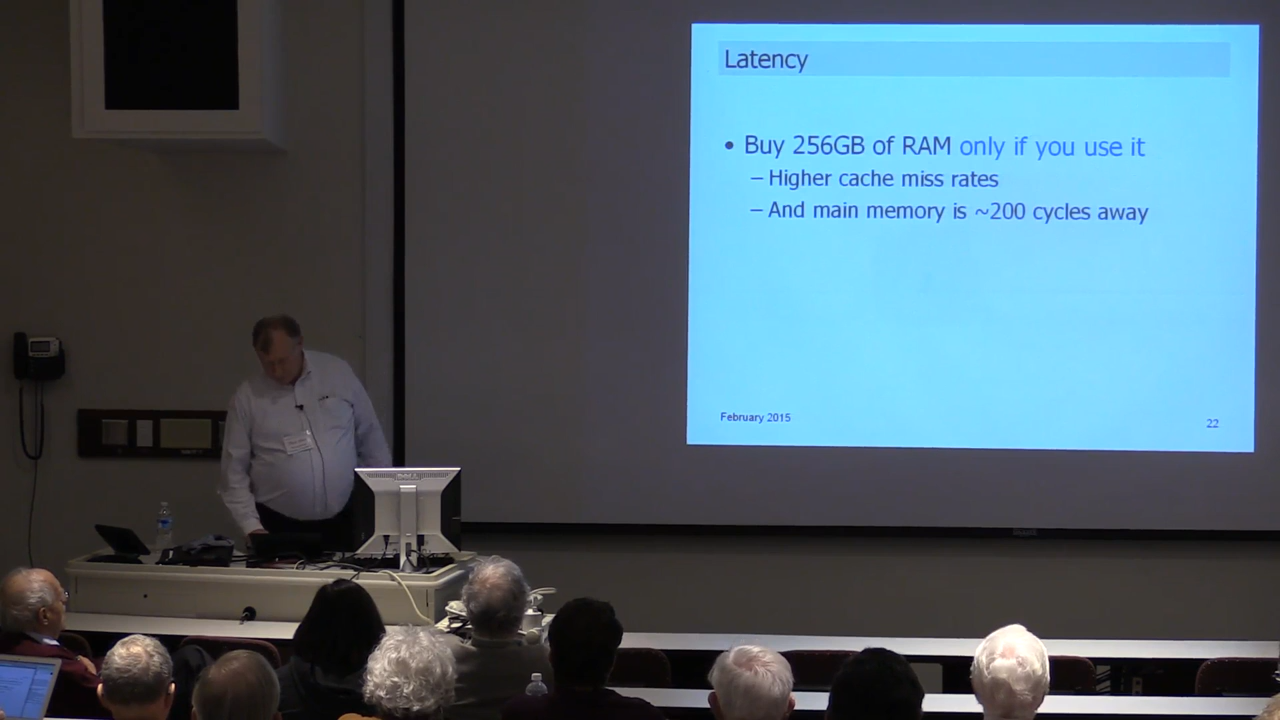 Latency
• Buy 256GB of RAM only if you use it
– Higher cache miss rates
– And main memory is ~200 cycles away
February 2015
22